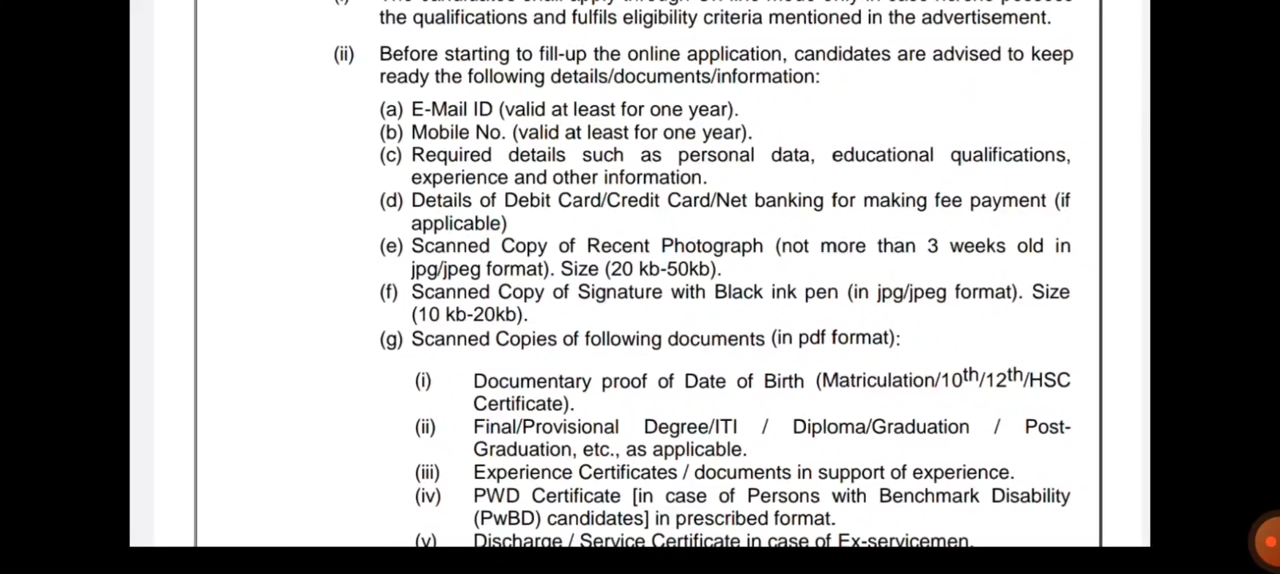 the qualifications and fulfils eligibility criteria mentioned in the advertisement.
(ii) Before starting to fill-up the online application, candidates are advised to keep
ready the following details/documents/information:
(a) E-Mail ID (valid at least for one year).
(b) Mobile No. (valid at least for one year).
(c) Required details such as personal data, educational qualifications,
experience and other information.
(d) Details of Debit Card/Credit Card/Net banking for making fee payment (if
applicable)
(e) Scanned Copy of Recent Photograph (not more than 3 weeks old in
jpg/jpeg format). Size (20 kb-50kb).
(f) Scanned Copy of Signature with Black ink pen (in jpg/jpeg format). Size
(10 kb-20kb).
(g) Scanned Copies of following documents (in pdf format):
(i) Documentary proof of Date of Birth (Matriculation/10th/12th/HSC
Certificate).
(ii) Final/Provisional Degree/ITI / Diploma/Graduation / Post-
Graduation, etc., as applicable.
(iii) Experience Certificates / documents in support of experience.
(iv) PWD Certificate [in case of Persons with Benchmark Disability
(PwBD) candidates] in prescribed format.
(v) Discharge / Service Certificate in case of Ex-servicemen.